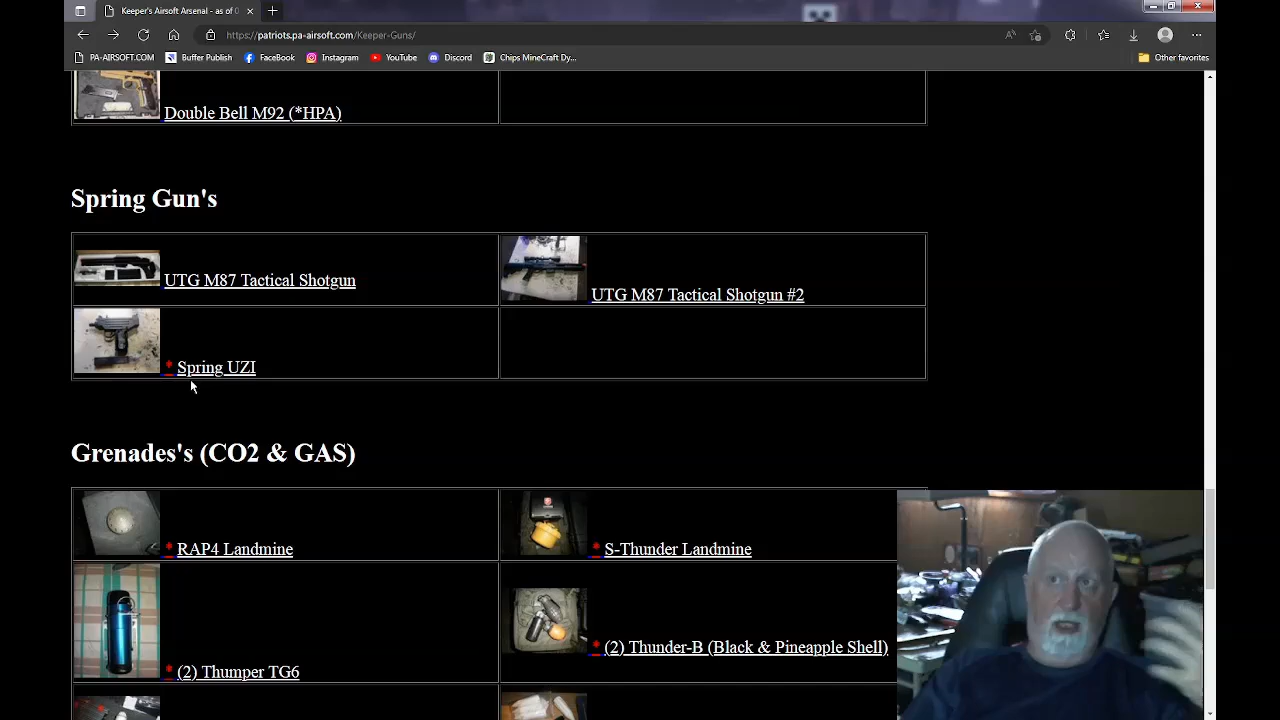 Keeper's Airsoft Arsenal - as of 0
https://patriots.pa-airsoft.com/Keeper-Guns/
PA-AIRSOFT.COM
Buffer Publish
FaceBook
Instagram
YouTube
Discord
Chips MineCraft Dy...
Other favorites
Double Bell M92 (*HPA)
Spring Gun's
UTG M87 Tactical Shotgun
UTG M87 Tactical Shotgun #2
* Spring UZI
Grenades's (CO2 & GAS)
* RAP4 Landmine
* S-Thunder Landmine
* (2) Thumper TG6
* (2) Thunder-B (Black & Pineapple Shell)